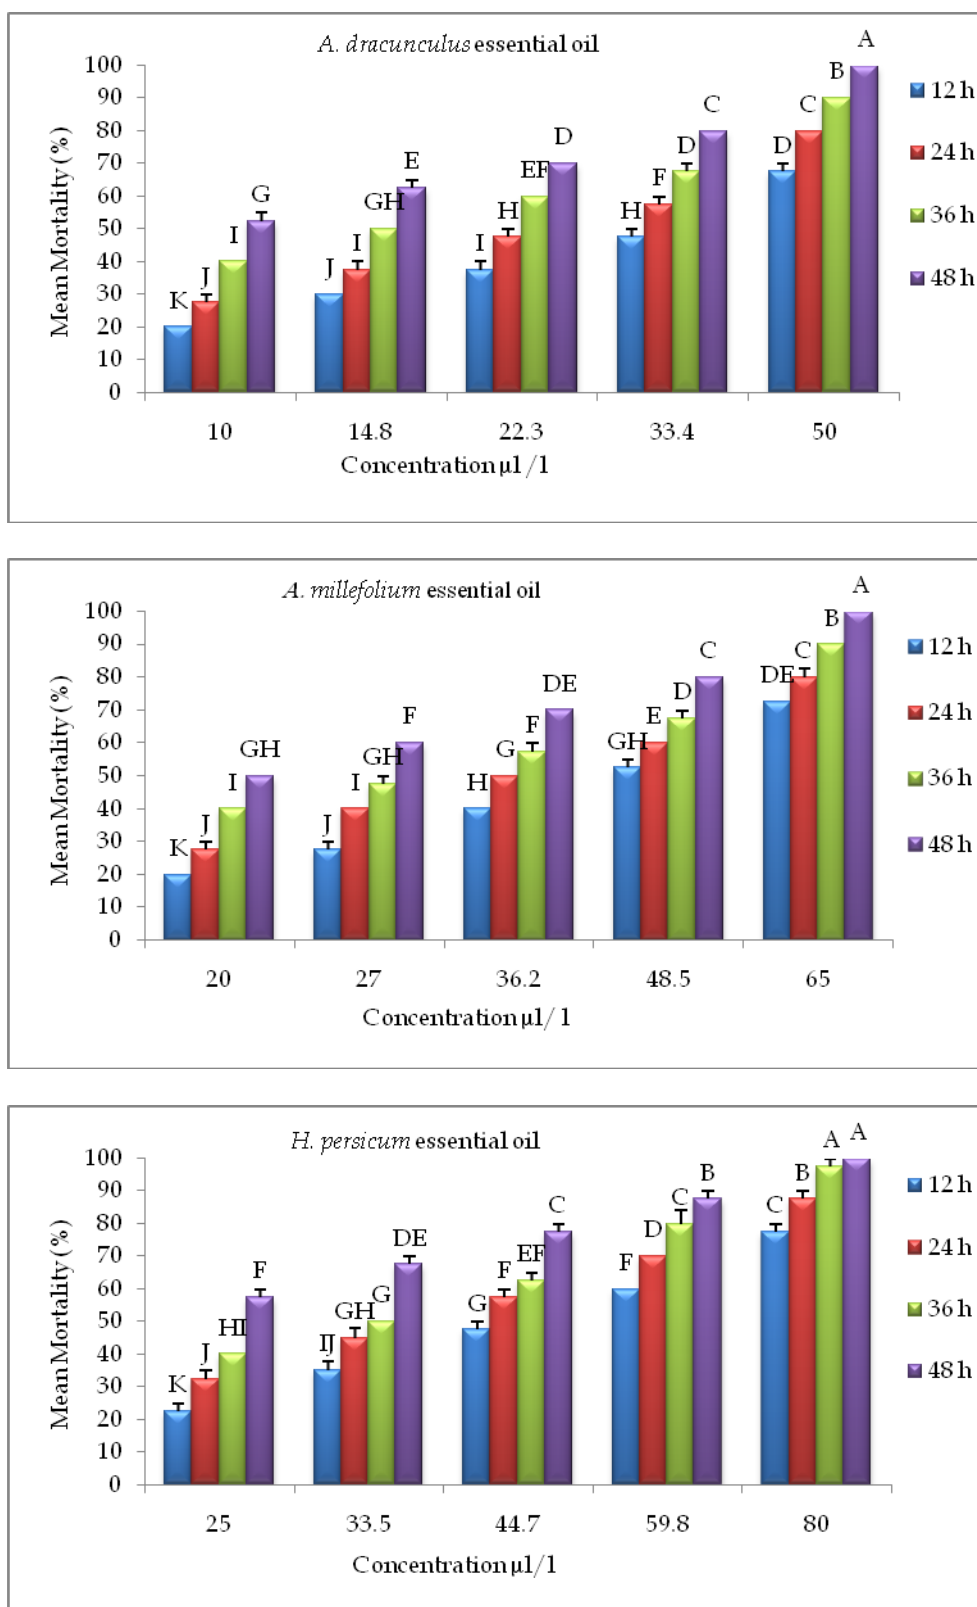 A. dracunculus essential oil
Mean Mortality (%)
100
90
80
70
60
50
40
30
20
10
0
K J I G
J I GH E
I H EF D
H F D C
D C B A
12 h
24 h
36 h
48 h
10 14.8 22.3 33.4 50
Concentration µl /l
A. millefolium essential oil
Mean Mortality (%)
100
90
80
70
60
50
40
30
20
10
0
K J I GH
J I GH F
H G F DE
GH E D C
DE C B A
12 h
24 h
36 h
48 h
20 27 36.2 48.5 65
Concentration µl/ l
H. persicum essential oil
Mean Mortality (%)
100
90
80
70
60
50
40
30
20
10
0
K J HI F
IJ GH G DE
G F EF C
F D C B
C B A A
12 h
24 h
36 h
48 h
25 33.5 44.7 59.8 80
Concentration µl/l